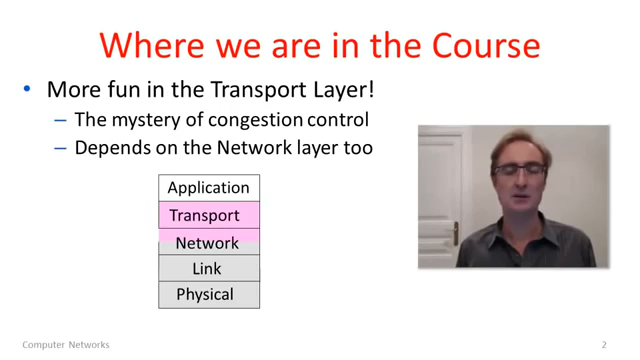 Where we are in the Course
• More fun in the Transport Layer!
– The mystery of congestion control
– Depends on the Network layer too
Application
Transport
Network
Link
Physical
Computer Networks
2